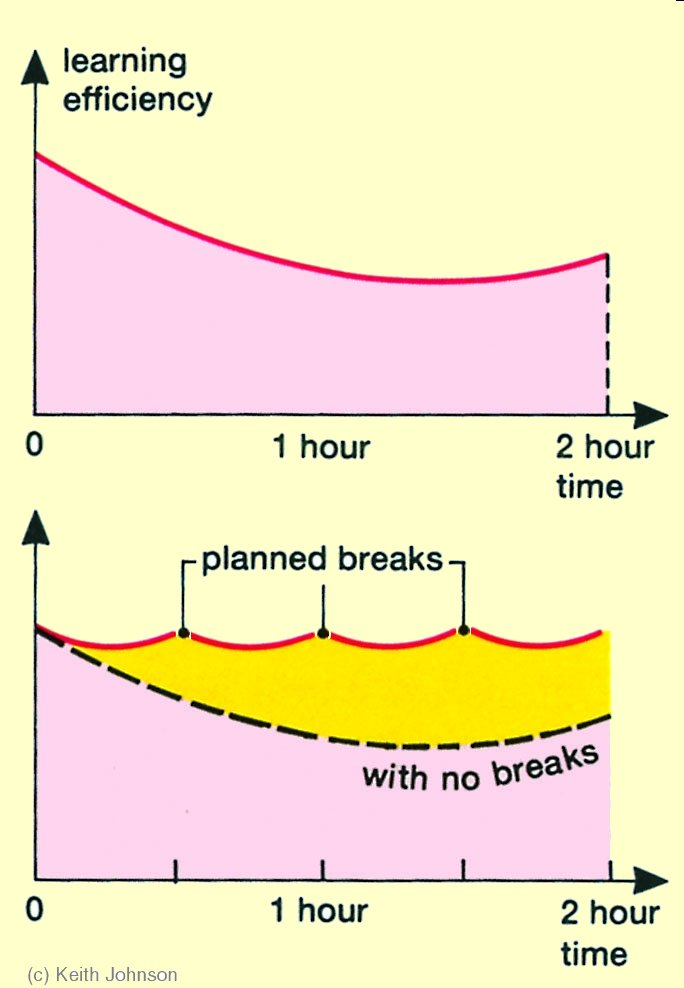 learning
efficiency
0
1 hour
2 hour
time
planned breaks
with no breaks
0
1 hour
2 hour
time
(c) Keith Johnson